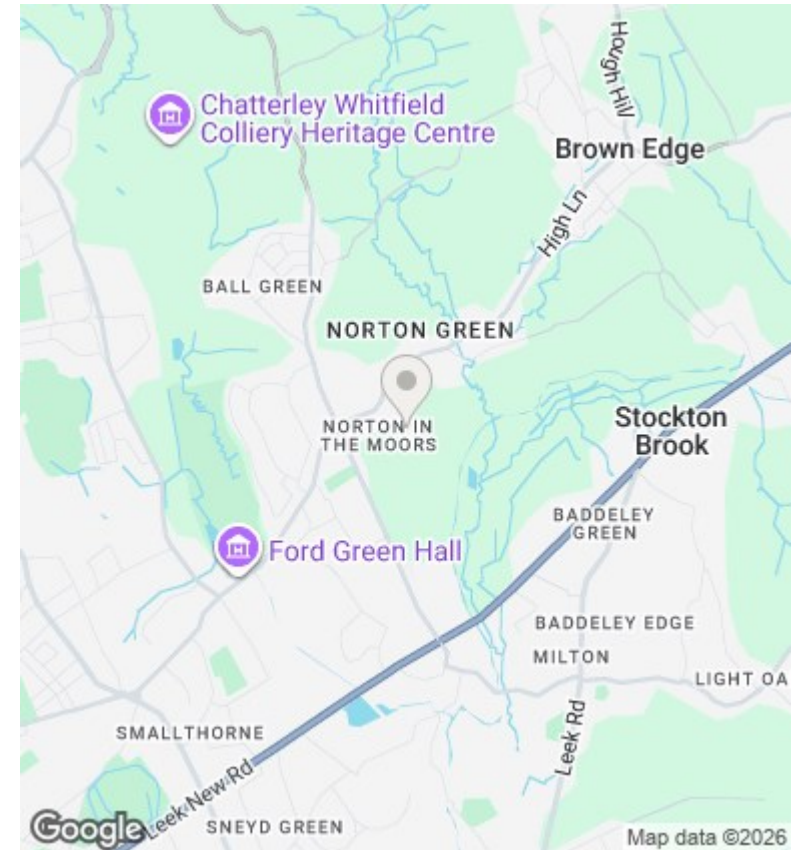 Hough Hill
Chatterley Whitfield
Colliery Heritage Centre
Brown Edge
High Ln
BALL GREEN
NORTON GREEN
NORTON IN
THE MOORS
Stockton
Brook
BADDELEY
GREEN
Ford Green Hall
BADDELEY EDGE
MILTON
LIGHT OA
SMALLTHORNE
Leek Rd
Leek New Rd
SNEYD GREEN
Google
Map data ©2026